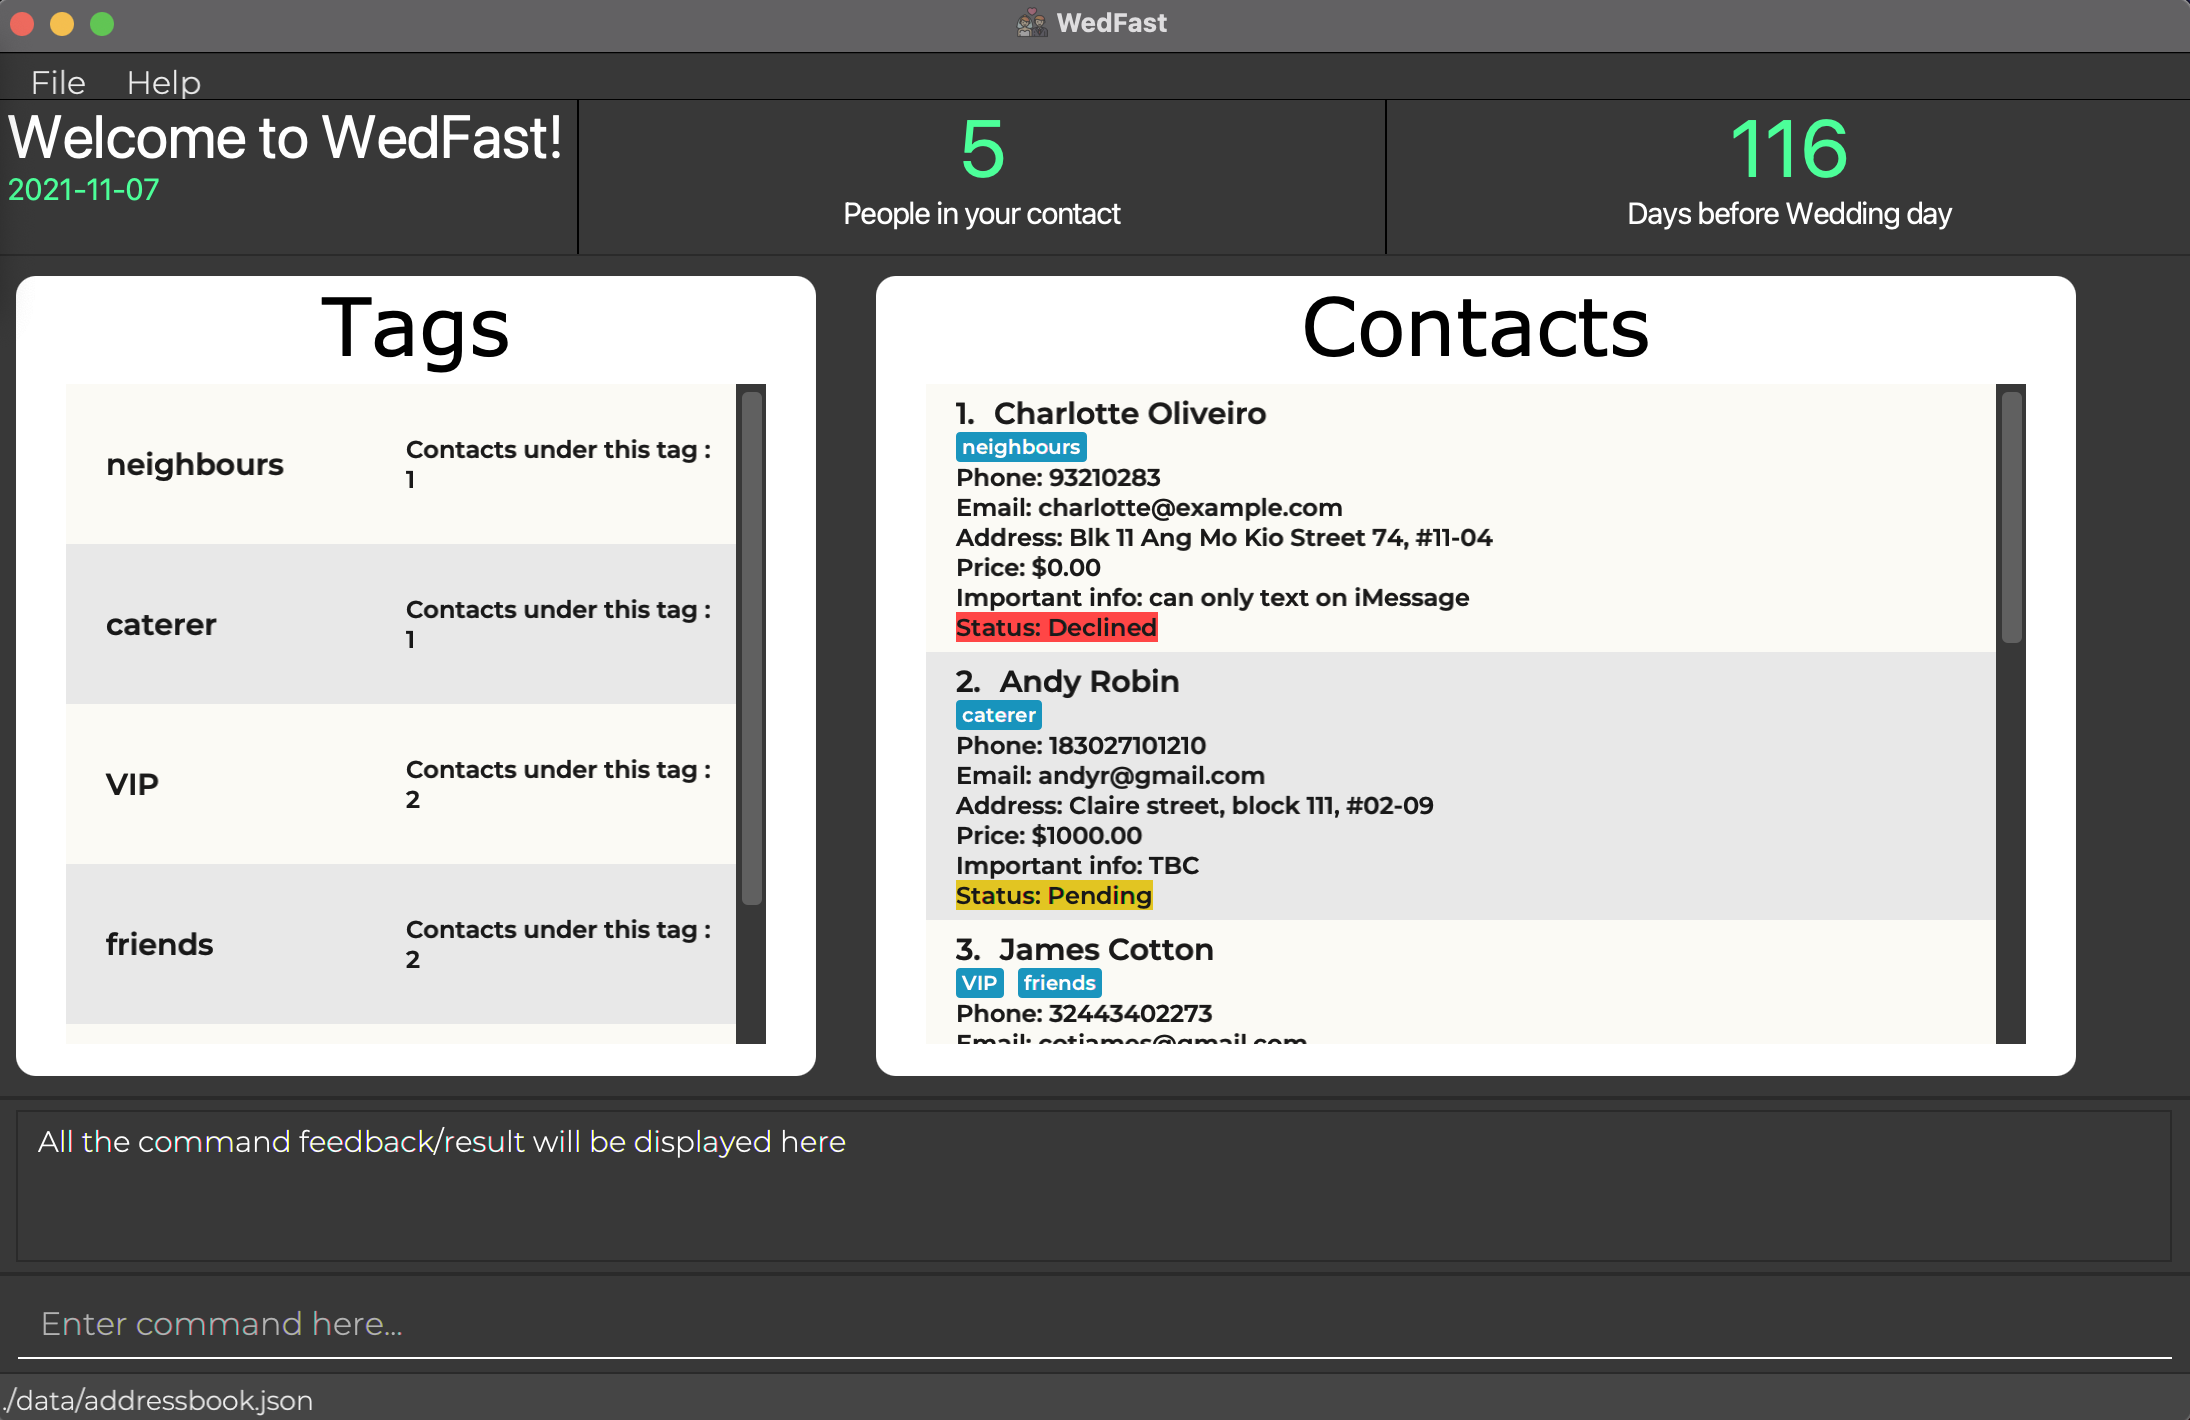 WedFast
File Help
Welcome to WedFast!
2021-11-07
5
People in your contact
116
Days before Wedding day
Tags
neighbours
Contacts under this tag :
1
caterer
Contacts under this tag :
1
VIP
Contacts under this tag :
2
friends
Contacts under this tag :
2
Contacts
1. Charlotte Oliveiro
neighbours
Phone: 93210283
Email: charlotte@example.com
Address: Blk 11 Ang Mo Kio Street 74, #11-04
Price: $0.00
Important info: can only text on iMessage
Status: Declined
2. Andy Robin
caterer
Phone: 183027101210
Email: andyr@gmail.com
Address: Claire street, block 111, #02-09
Price: $1000.00
Important info: TBC
Status: Pending
3. James Cotton
VIP friends
Phone: 32443402273
Email: cotjames@gmail.com
All the command feedback/result will be displayed here
Enter command here...
./data/addressbook.json